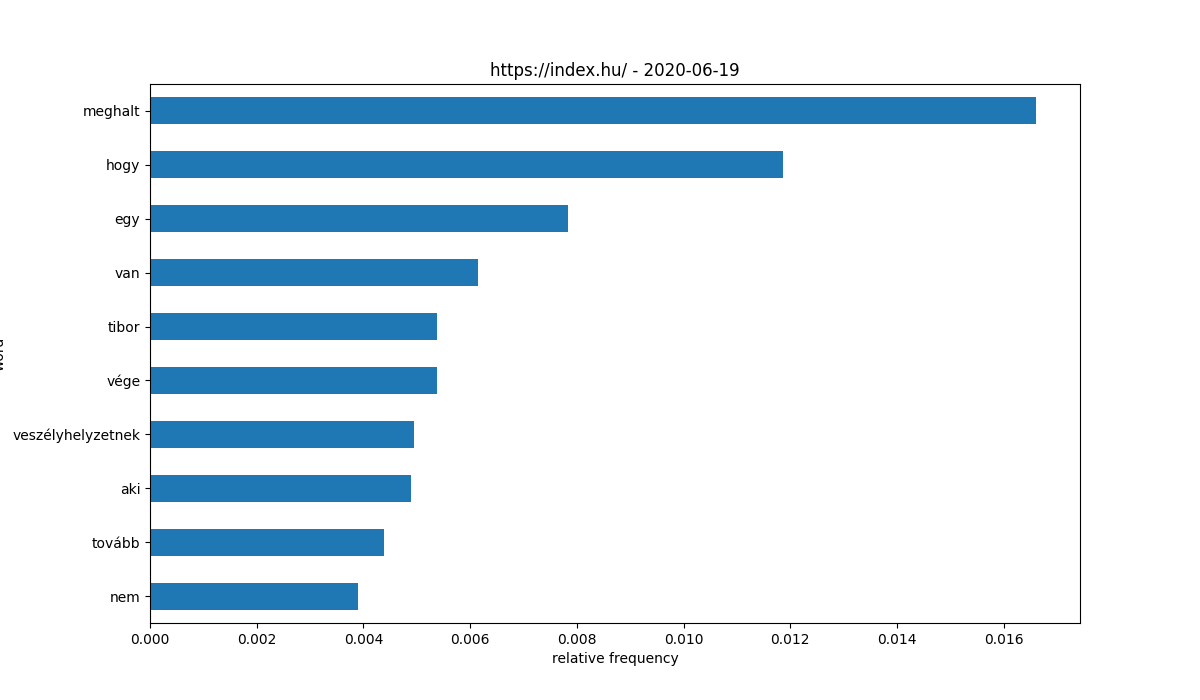 https://index.hu/ - 2020-06-19
meghalt
hogy
egy
van
tibor
vége
veszélyhelyzetnek
aki
tovább
nem
0.000 0.002 0.004 0.006 0.008 0.010 0.012 0.014 0.016
relative frequency